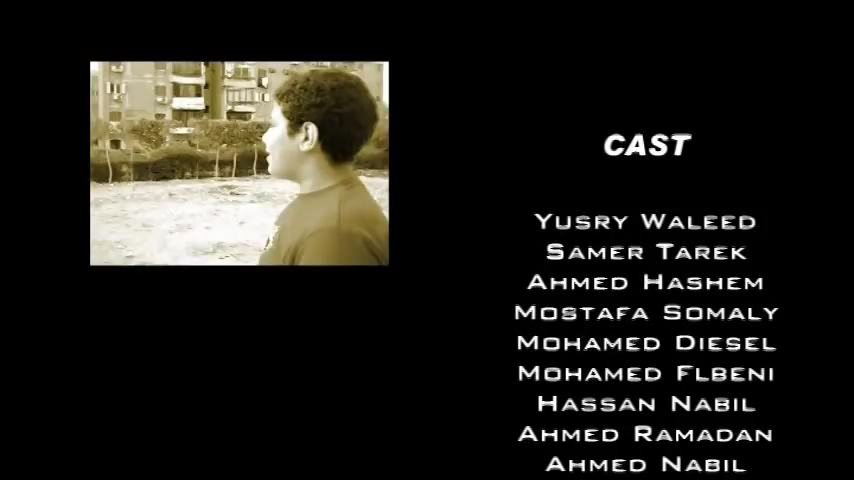 CAST
YUSRY WALEED
SAMER TAREK
AHMED HASHEM
MOSTAFA SOMALY
MOHAMED DIESEL
MOHAMED FLBENI
HASSAN NABIL
AHMED RAMADAN
AHMED NABIL